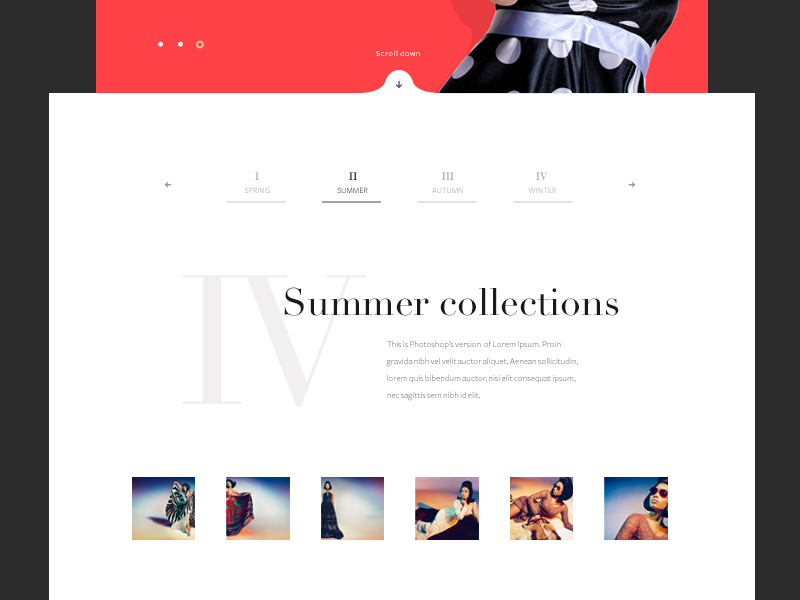 Scroll down
I II III IV
SPRING SUMMER AUTUMN WINTER
IV
Summer collections
This is Photoshop's version of Lorem Ipsum. Proin
gravida nibh vel velit auctor aliquet. Aenean sollicitudin,
lorem quis bibendum auctor, nisi elit consequat ipsum,
nec sagittis sem nibh id elit.